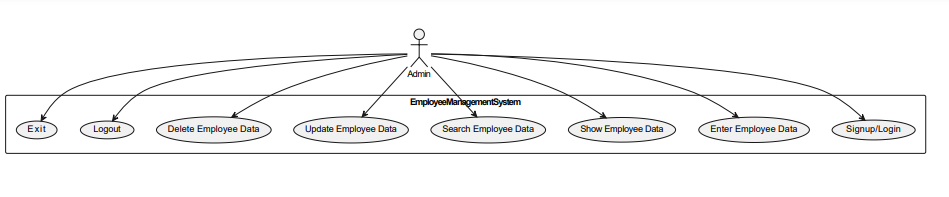 Admin
EmployeeManagementSystem
Exit
Logout
Delete Employee Data
Update Employee Data
Search Employee Data
Show Employee Data
Enter Employee Data
Signup/Login